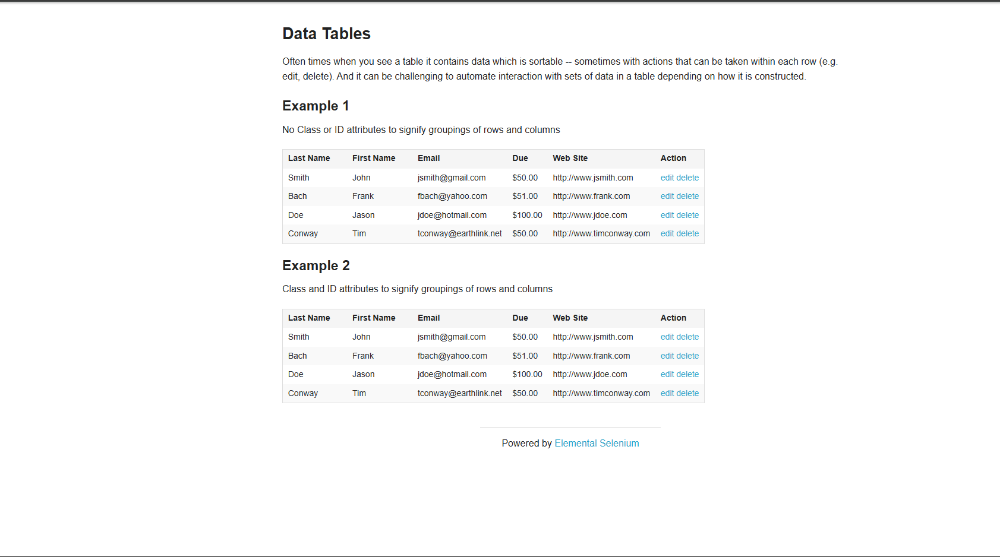 Data Tables
Often times when you see a table it contains data which is sortable -- sometimes with actions that can be taken within each row (e.g.
edit, delete). And it can be challenging to automate interaction with sets of data in a table depending on how it is constructed.
Example 1
No Class or ID attributes to signify groupings of rows and columns
Last Name First Name Email Due Web Site Action
Smith John jsmith@gmail.com $50.00 http://www.jsmith.com edit delete
Bach Frank fbach@yahoo.com $51.00 http://www.frank.com edit delete
Doe Jason jdoe@hotmail.com $100.00 http://www.jdoe.com edit delete
Conway Tim tconway@earthlink.net $50.00 http://www.timconway.com edit delete
Example 2
Class and ID attributes to signify groupings of rows and columns
Last Name First Name Email Due Web Site Action
Smith John jsmith@gmail.com $50.00 http://www.jsmith.com edit delete
Bach Frank fbach@yahoo.com $51.00 http://www.frank.com edit delete
Doe Jason jdoe@hotmail.com $100.00 http://www.jdoe.com edit delete
Conway Tim tconway@earthlink.net $50.00 http://www.timconway.com edit delete
Powered by Elemental Selenium